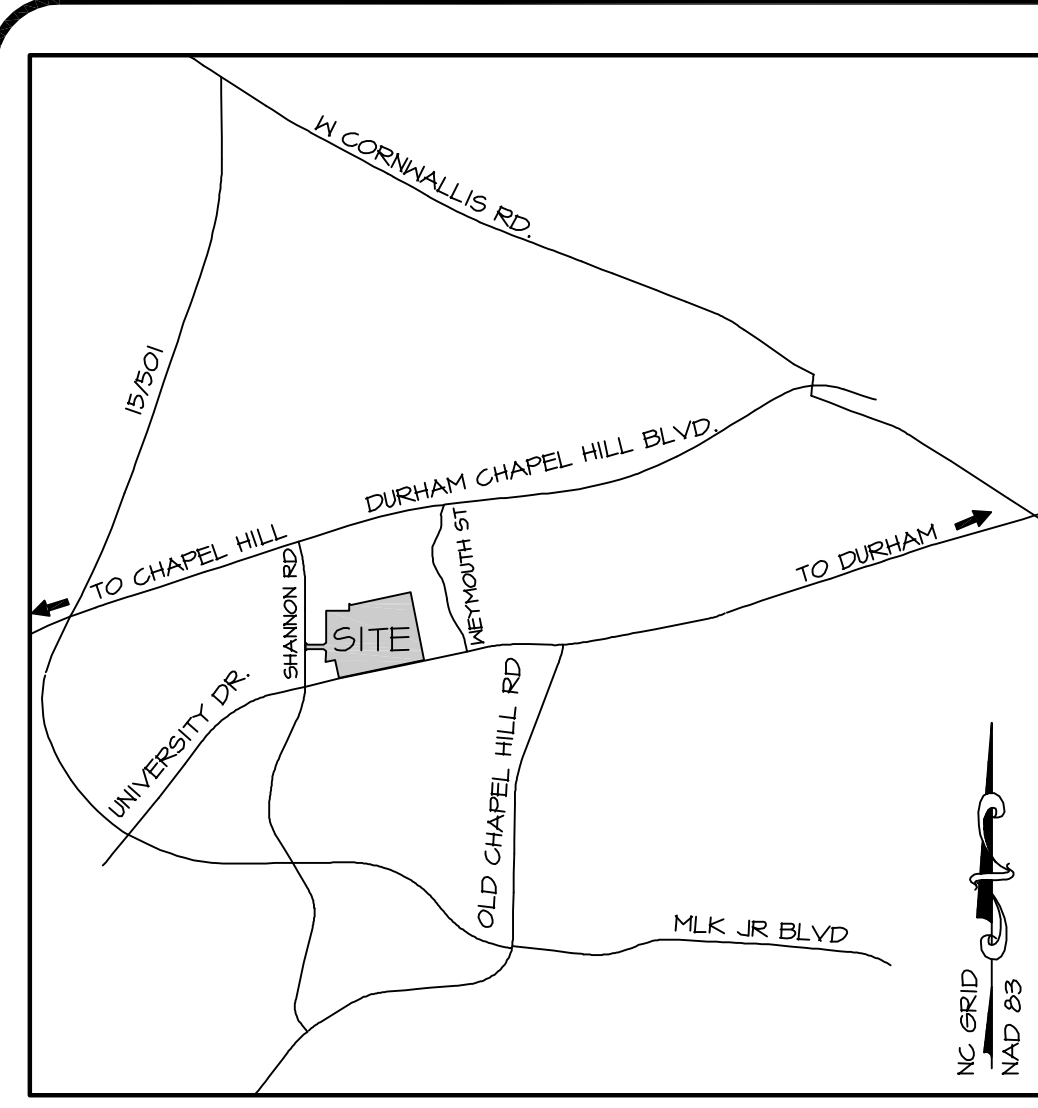 W CORNWALLIS RD.
15/501
DURHAM CHAPEL HILL BLVD.
TO CHAPEL HILL
WEYMOUTH ST
TO DURHAM
SHANNON RD
SITE
UNIVERSITY DR.
OLD CHAPEL HILL RD
MLK JR BLVD
NC GRID
NAD 83